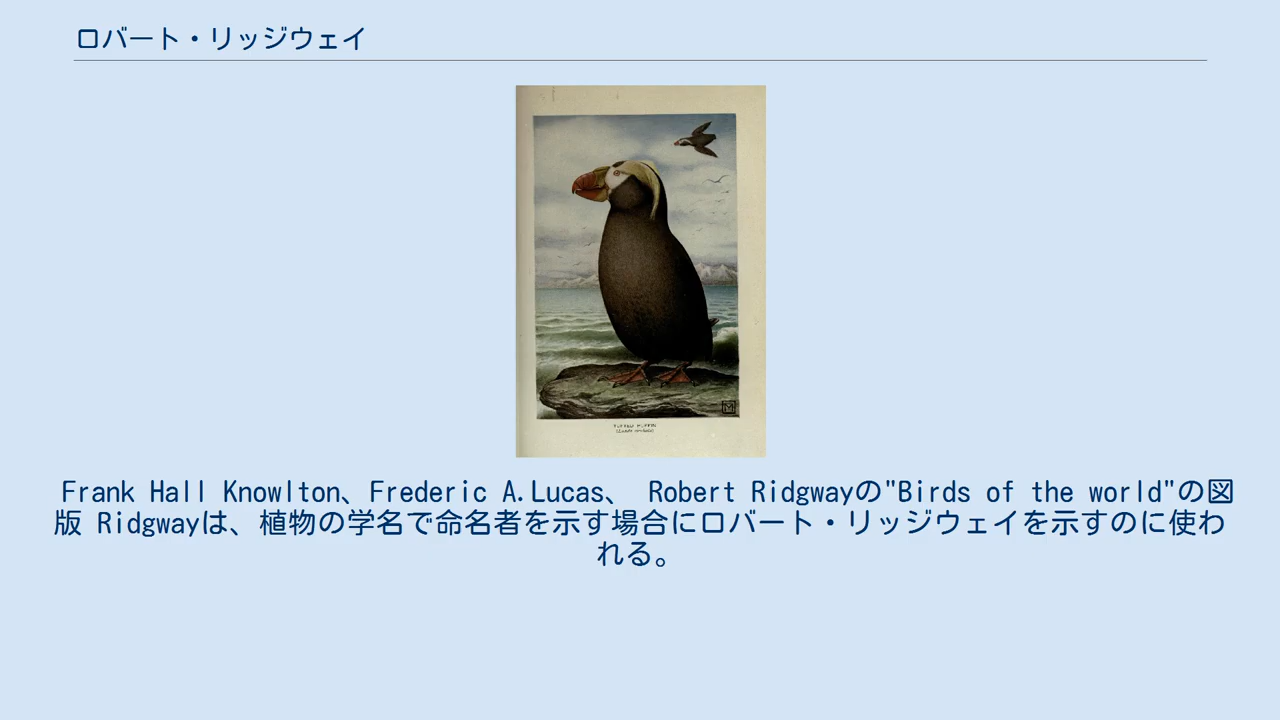 ロバート・リッジウェイ
TUFTED PUFFIN
Frank Hall Knowlton、Frederic A.Lucas、 Robert Ridgwayの"Birds of the world"の図
版 Ridgwayは、植物の学名で命名者を示す場合にロバート・リッジウェイを示すのに使わ
れる。